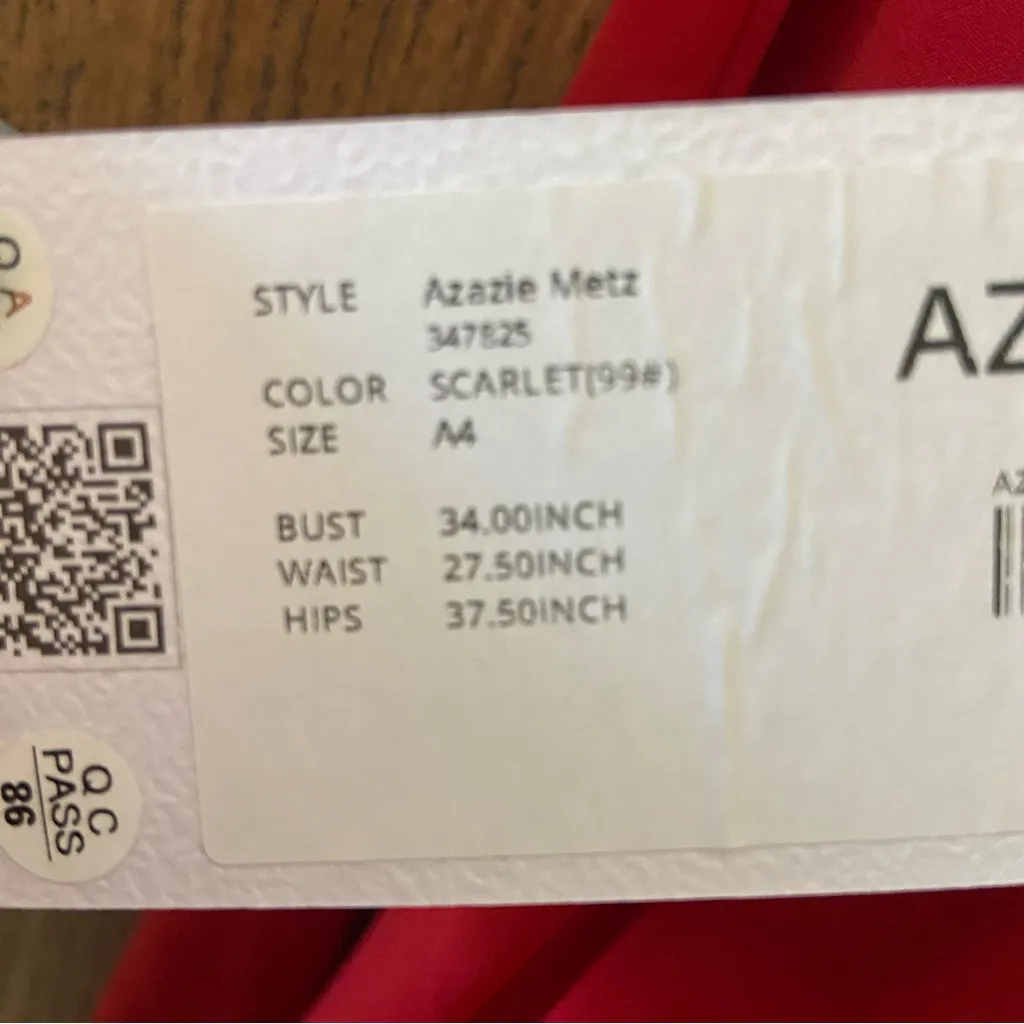 STYLE Azazie Metz
347825
COLOR SCARLET(99#)
SIZE A4
BUST 34.00INCH
WAIST 27.50INCH
HIPS 37.50INCH
AZ
AZ
QC
PASS
86